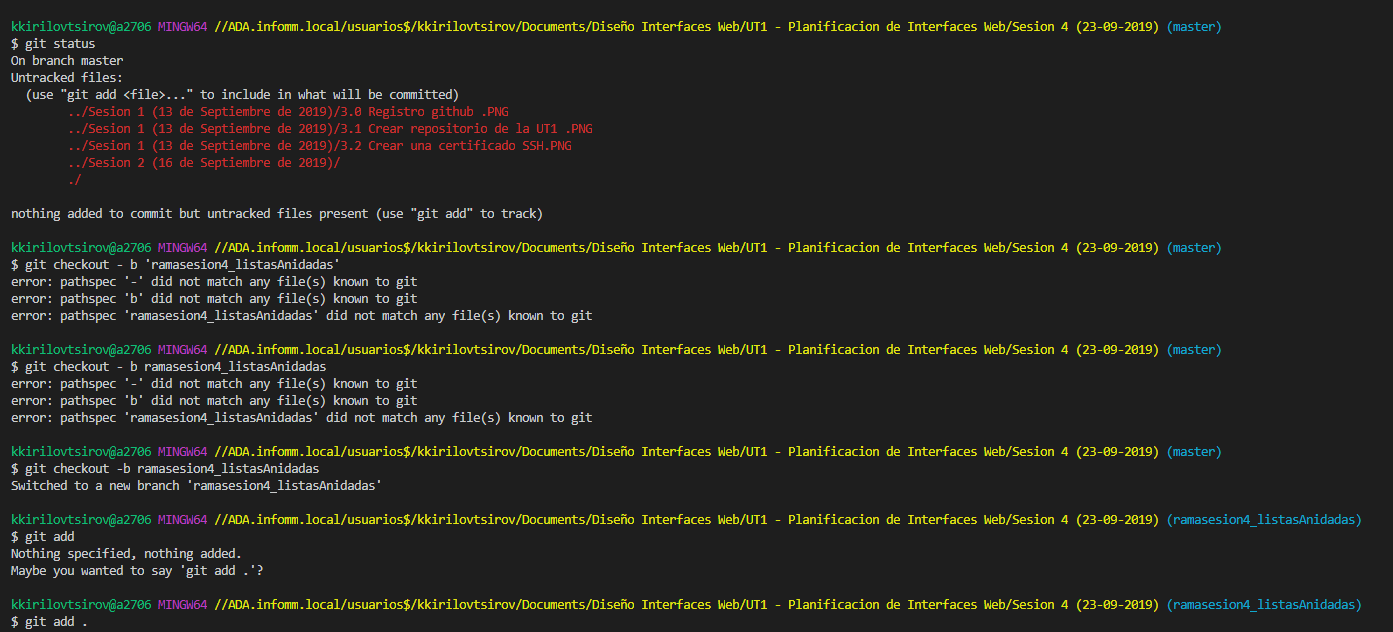 kkirilovtsirov@a2706 MINGW64 //ADA.infomm.local/usuarios$/kkirilovtsirov/Documents/Diseño Interfaces Web/UT1 - Planificacion de Interfaces Web/Sesion 4 (23-09-2019) (master)
$ git status
On branch master
Untracked files:
  (use "git add <file>..." to include in what will be committed)
        ../Sesion 1 (13 de Septiembre de 2019)/3.0 Registro github .PNG
        ../Sesion 1 (13 de Septiembre de 2019)/3.1 Crear repositorio de la UT1 .PNG
        ../Sesion 1 (13 de Septiembre de 2019)/3.2 Crear una certificado SSH.PNG
        ../Sesion 2 (16 de Septiembre de 2019)/
        ./

nothing added to commit but untracked files present (use "git add" to track)

kkirilovtsirov@a2706 MINGW64 //ADA.infomm.local/usuarios$/kkirilovtsirov/Documents/Diseño Interfaces Web/UT1 - Planificacion de Interfaces Web/Sesion 4 (23-09-2019) (master)
$ git checkout - b 'ramasesion4_listasAnidadas'
error: pathspec '-' did not match any file(s) known to git
error: pathspec 'b' did not match any file(s) known to git
error: pathspec 'ramasesion4_listasAnidadas' did not match any file(s) known to git

kkirilovtsirov@a2706 MINGW64 //ADA.infomm.local/usuarios$/kkirilovtsirov/Documents/Diseño Interfaces Web/UT1 - Planificacion de Interfaces Web/Sesion 4 (23-09-2019) (master)
$ git checkout - b ramasesion4_listasAnidadas
error: pathspec '-' did not match any file(s) known to git
error: pathspec 'b' did not match any file(s) known to git
error: pathspec 'ramasesion4_listasAnidadas' did not match any file(s) known to git

kkirilovtsirov@a2706 MINGW64 //ADA.infomm.local/usuarios$/kkirilovtsirov/Documents/Diseño Interfaces Web/UT1 - Planificacion de Interfaces Web/Sesion 4 (23-09-2019) (master)
$ git checkout -b ramasesion4_listasAnidadas
Switched to a new branch 'ramasesion4_listasAnidadas'

kkirilovtsirov@a2706 MINGW64 //ADA.infomm.local/usuarios$/kkirilovtsirov/Documents/Diseño Interfaces Web/UT1 - Planificacion de Interfaces Web/Sesion 4 (23-09-2019) (ramasesion4_listasAnidadas)
$ git add
Nothing specified, nothing added.
Maybe you wanted to say 'git add .'?

kkirilovtsirov@a2706 MINGW64 //ADA.infomm.local/usuarios$/kkirilovtsirov/Documents/Diseño Interfaces Web/UT1 - Planificacion de Interfaces Web/Sesion 4 (23-09-2019) (ramasesion4_listasAnidadas)
$ git add .